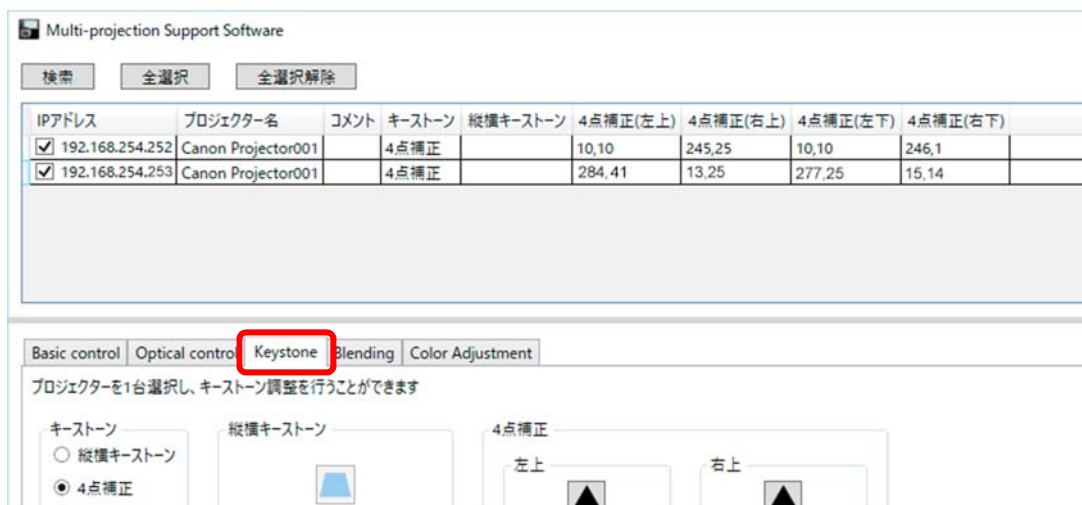 Multi-projection Support Software
検索 全選択 全選択解除
IPアドレス プロジェクター名 コメント キーストーン 縦横キーストーン 4点補正(左上) 4点補正(右上) 4点補正(左下) 4点補正(右下)
192.168.254.252 Canon Projector001 4点補正 10,10 245,25 10,10 246,1
192.168.254.253 Canon Projector001 4点補正 284,41 13,25 277,25 15,14
Basic control Optical control Keystone Blending Color Adjustment
プロジェクターを1台選択し、キーストーン調整を行うことができます
キーストーン 縦横キーストーン 4点補正
縦横キーストーン 左上 右上
4点補正